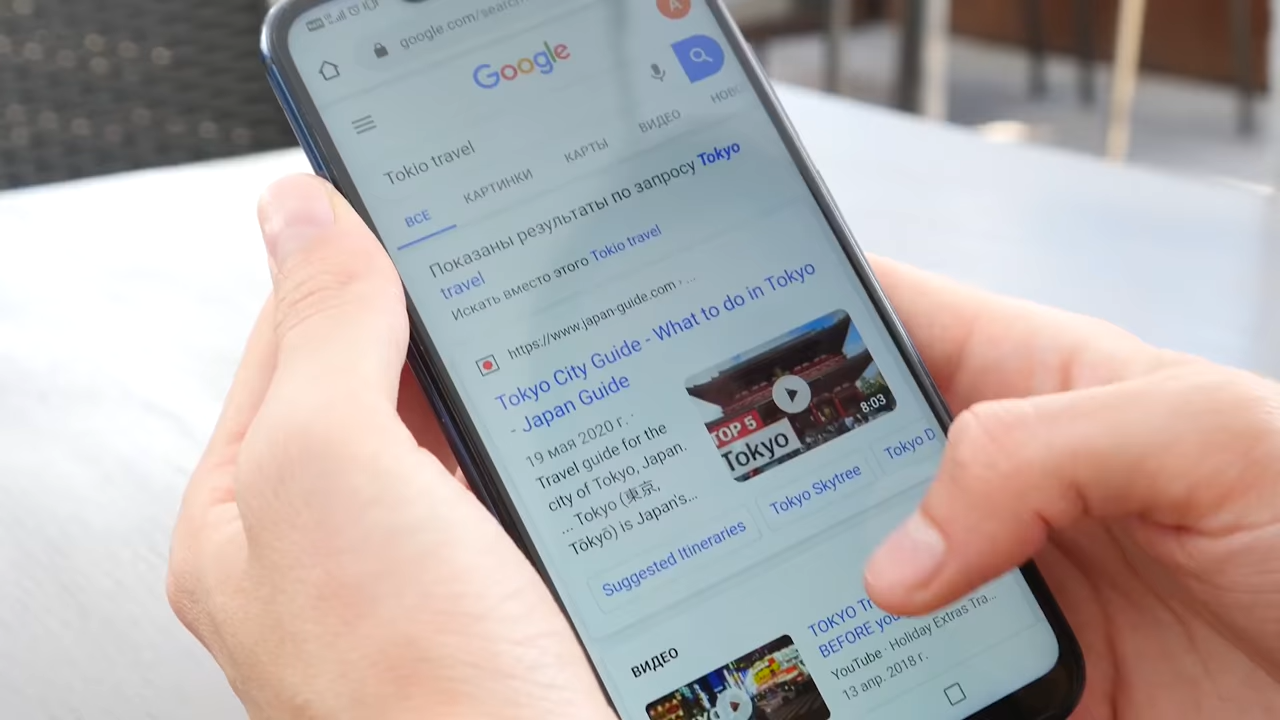 google.com/search
A
Google
Tokio travel
ВСЕ КАРТИНКИ КАРТЫ ВИДЕО НОВО
Показаны результаты по запросу Tokyo
travel
Искать вместо этого Tokio travel
https://www.japan-guide.com › ...
Tokyo City Guide - What to do in Tokyo
- Japan Guide
19 мая 2020 г. ·
Travel guide for the
city of Tokyo, Japan.
... Tokyo (東京,
Tōkyō) is Japan's...
TOP 5
Tokyo
8:03
Suggested Itineraries
Tokyo Skytree
Tokyo D
ВИДЕО
TOKYO
BEFORE
YouTube · Holiday Extras Tra...
13 апр. 2018 г.